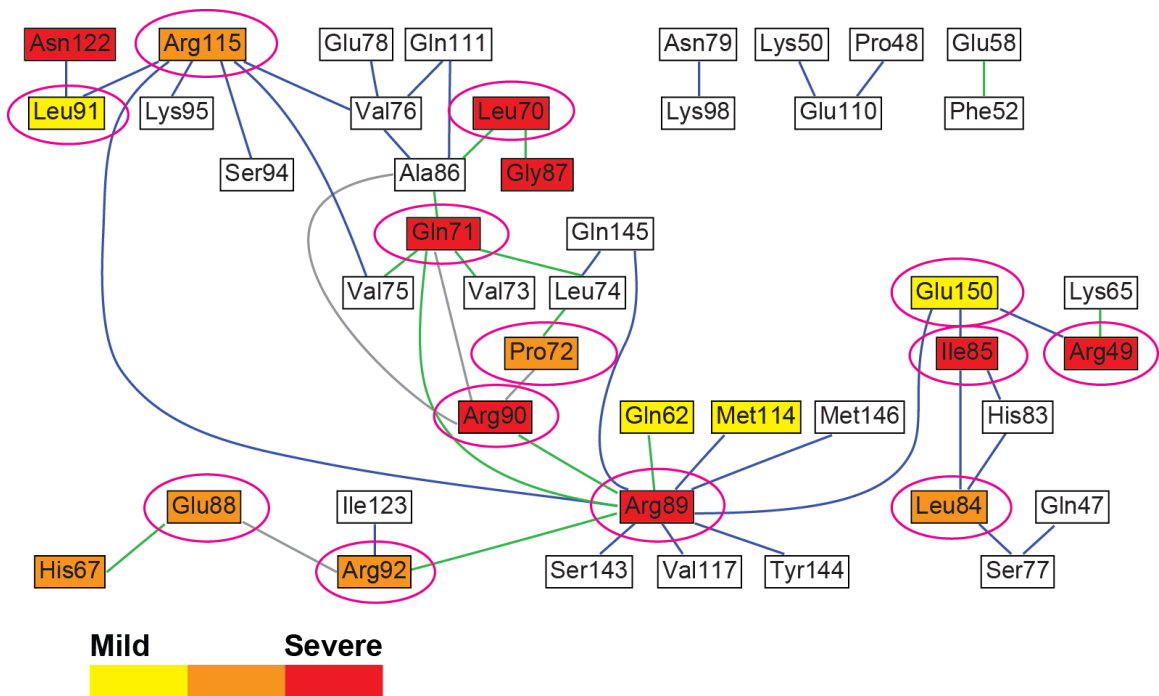 Asn122 Arg115 Glu78 Gln111 Asn79 Lys50 Pro48 Glu58
Leu91 Lys95 Val76 Leu70 Lys98 Glu110 Phe52
Ser94 Ala86 Gly87
Gln71 Gln145
Val75 Val73 Leu74 Glu150 Lys65
Pro72 Ile85 Arg49
Arg90 Gln62 Met114 Met146 His83
Glu88 Ile123 Arg89 Leu84 Gln47
His67 Arg92 Ser143 Val117 Tyr144 Ser77
Mild Severe